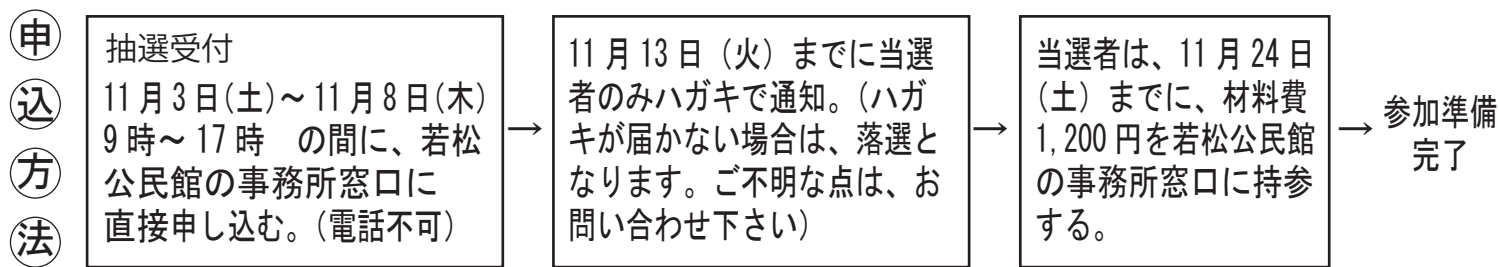 申込方法
抽選受付
11月3日(土)～11月8日(木)
9時～17時　の間に、若松
公民館の事務所窓口に
直接申し込む。(電話不可)
→
11月13日（火）までに当選
者のみハガキで通知。(ハガ
キが届かない場合は、落選と
なります。ご不明な点は、お
問い合わせ下さい)
→
当選者は、11月24日
(土）までに、材料費
1,200円を若松公民館
の事務所窓口に持参
する。
→
参加準備
完了